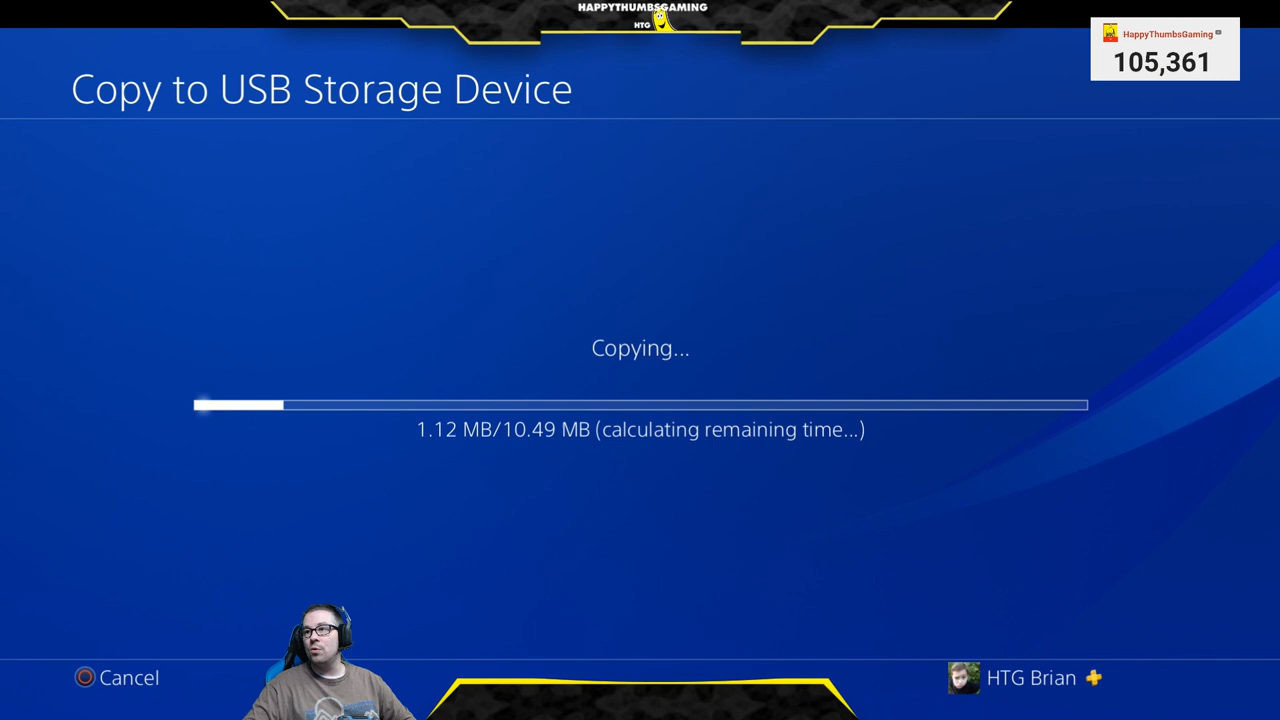 HAPPYTHUMBSGAMING
HTG
HappyThumbsGaming
105,361
Copy to USB Storage Device
Copying...
1.12 MB/10.49 MB (calculating remaining time...)
Cancel
HTG Brian